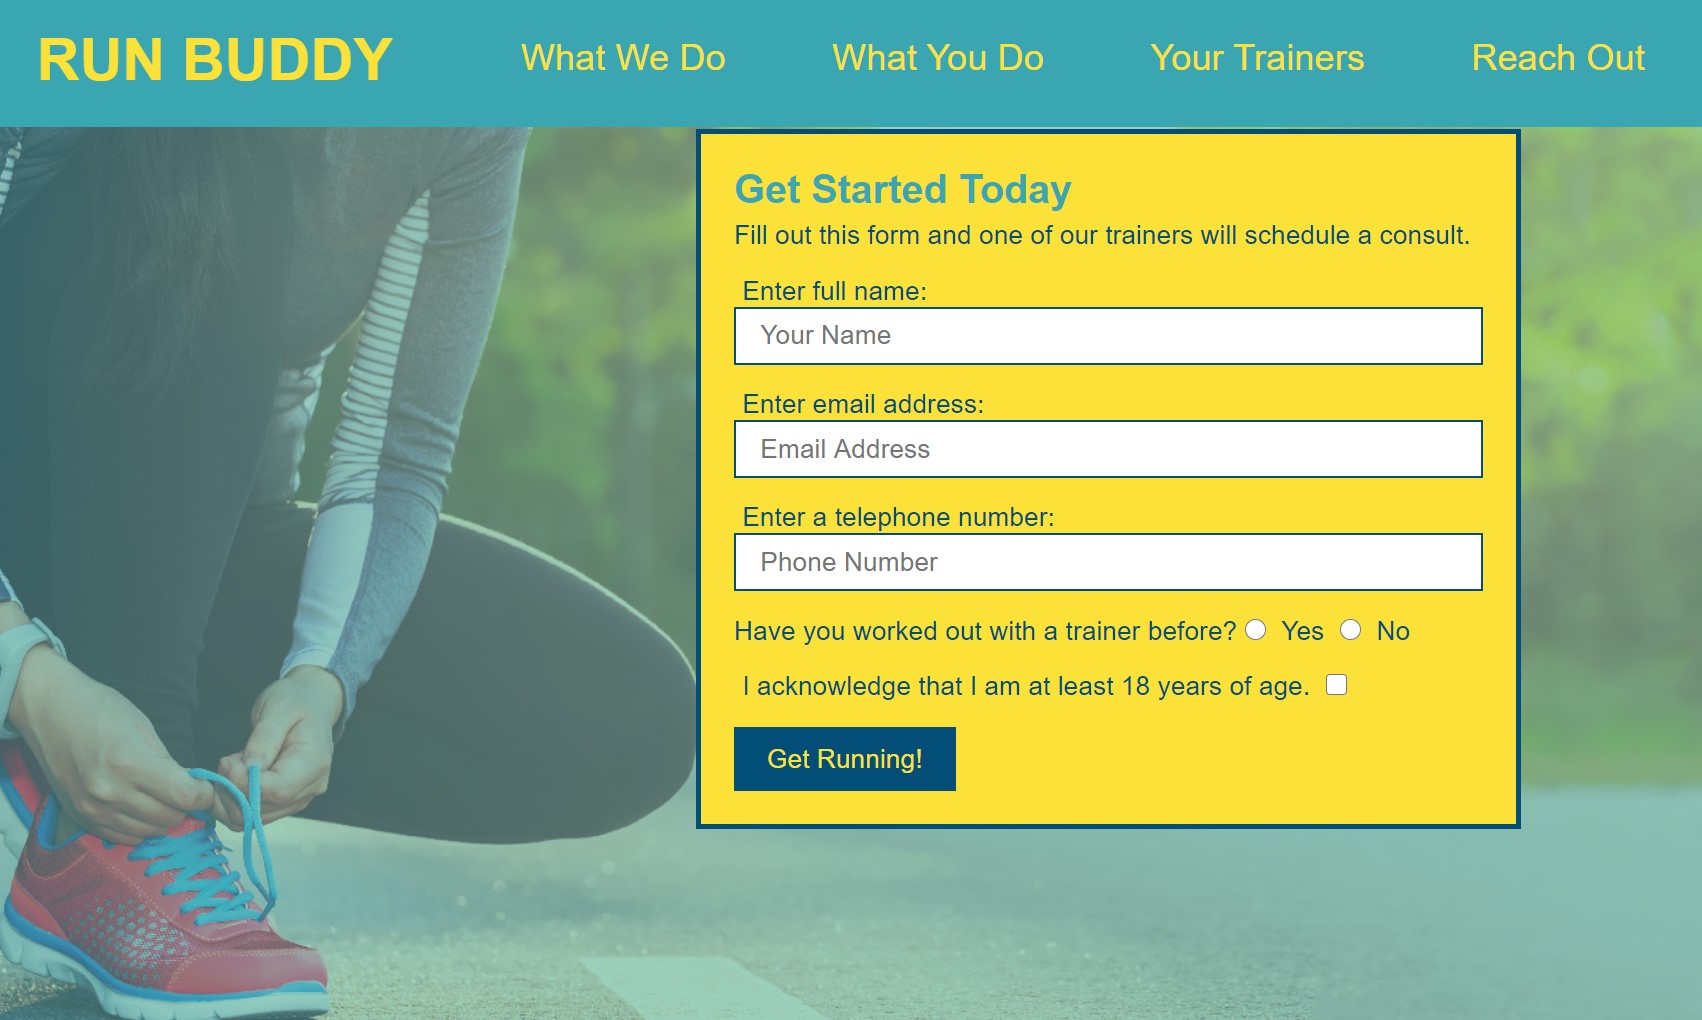 RUN BUDDY
What We Do
What You Do
Your Trainers
Reach Out
Get Started Today
Fill out this form and one of our trainers will schedule a consult.
Enter full name:
Your Name
Enter email address:
Email Address
Enter a telephone number:
Phone Number
Have you worked out with a trainer before? Yes No
I acknowledge that I am at least 18 years of age.
Get Running!